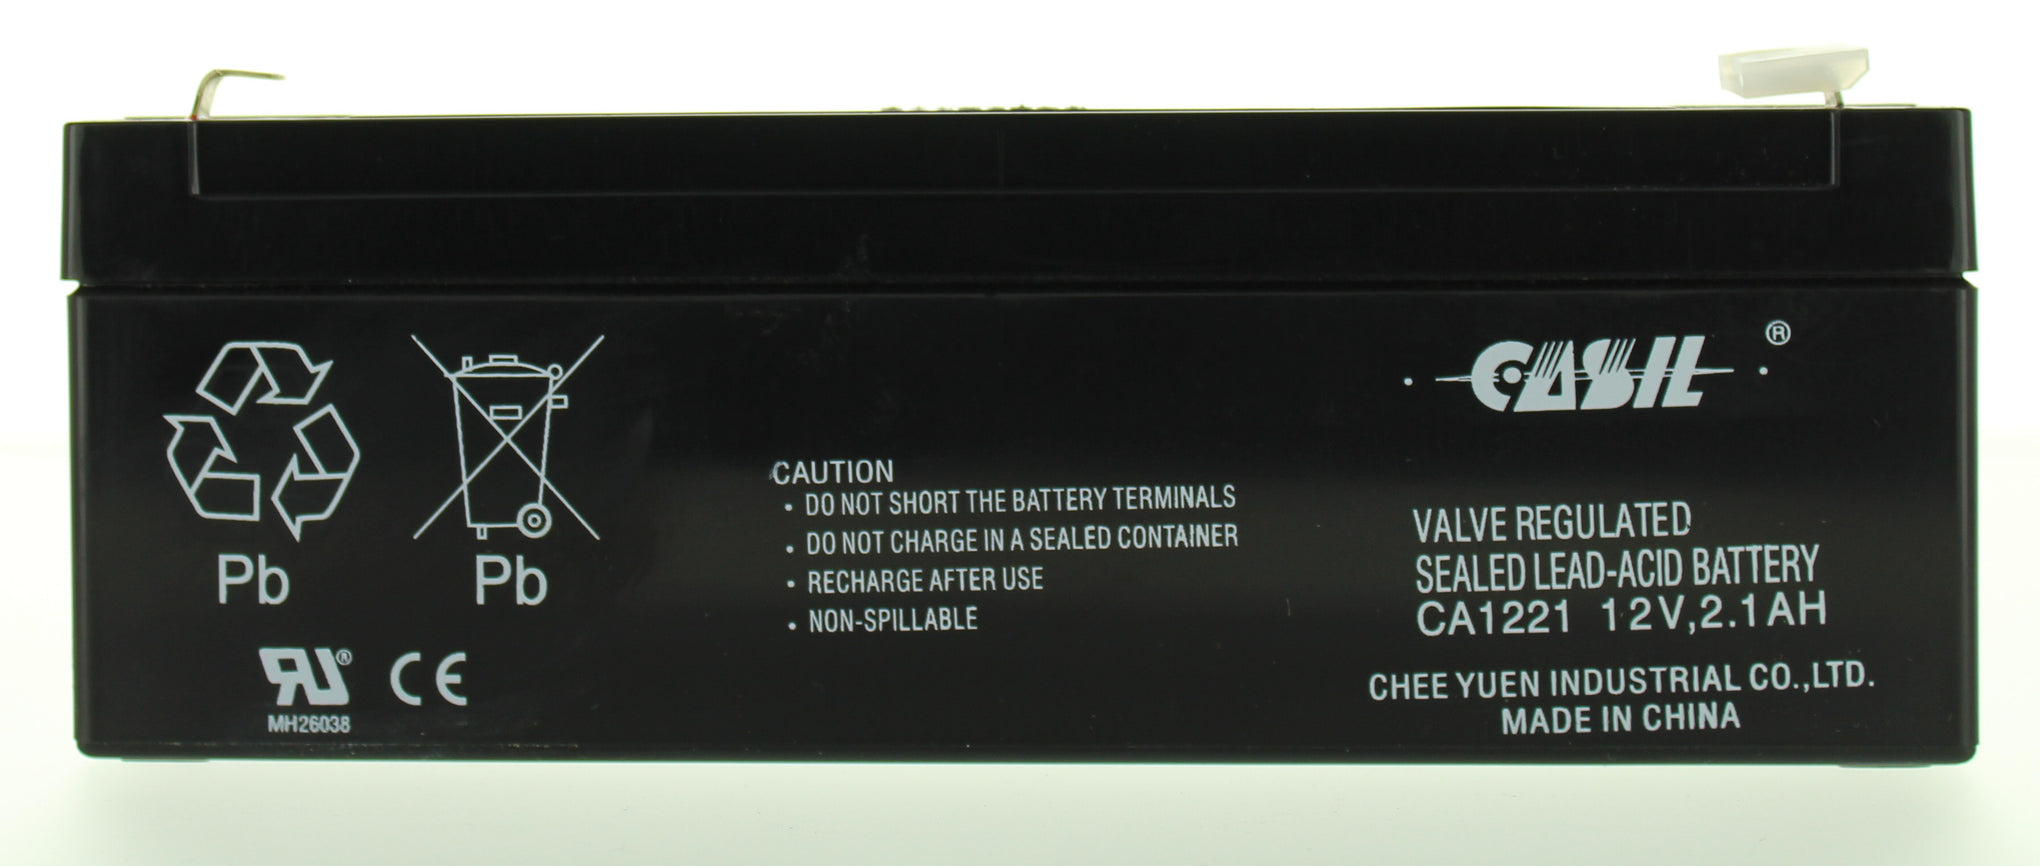 CASIL ®
Pb
Pb
CAUTION
• DO NOT SHORT THE BATTERY TERMINALS
• DO NOT CHARGE IN A SEALED CONTAINER
• RECHARGE AFTER USE
• NON-SPILLABLE
VALVE REGULATED
SEALED LEAD-ACID BATTERY
CA1221 12V,2.1AH
CHEE YUEN INDUSTRIAL CO.,LTD.
MADE IN CHINA
RU® CE
MH26038